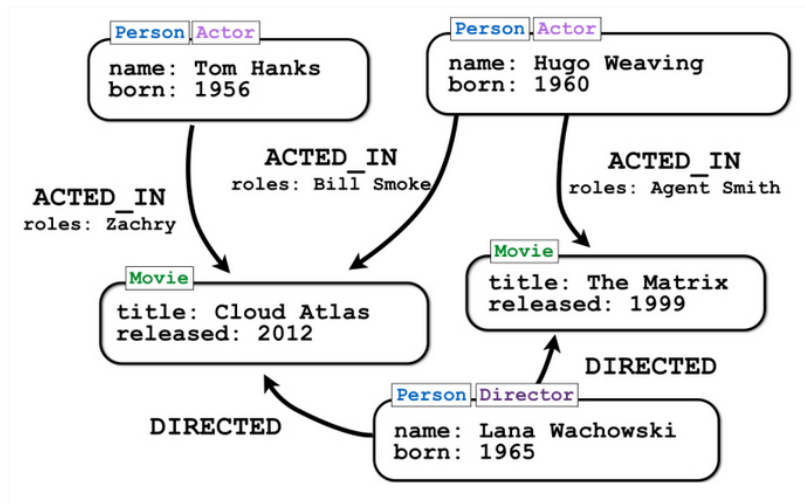 Person Actor
name: Tom Hanks
born: 1956
Person Actor
name: Hugo Weaving
born: 1960
ACTED_IN
roles: Zachry
ACTED_IN
roles: Bill Smoke
ACTED_IN
roles: Agent Smith
Movie
title: Cloud Atlas
released: 2012
Movie
title: The Matrix
released: 1999
DIRECTED
DIRECTED
Person Director
name: Lana Wachowski
born: 1965